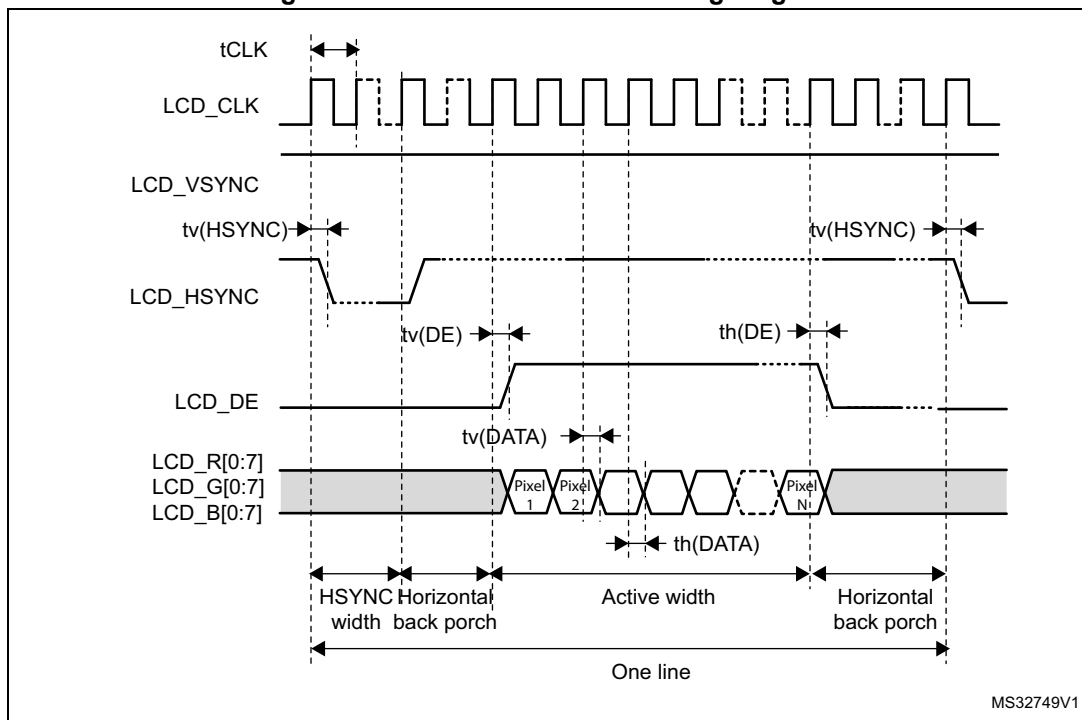 tCLK
LCD_CLK
LCD_VSYNC
tv(HSYNC)
tv(HSYNC)
LCD_HSYNC
tv(DE)
th(DE)
LCD_DE
tv(DATA)
LCD_R[0:7]
LCD_G[0:7]
LCD_B[0:7]
Pixel
1
Pixel
2
Pixel
N
th(DATA)
HSYNC
width
Horizontal
back porch
Active width
Horizontal
back porch
One line
MS32749V1